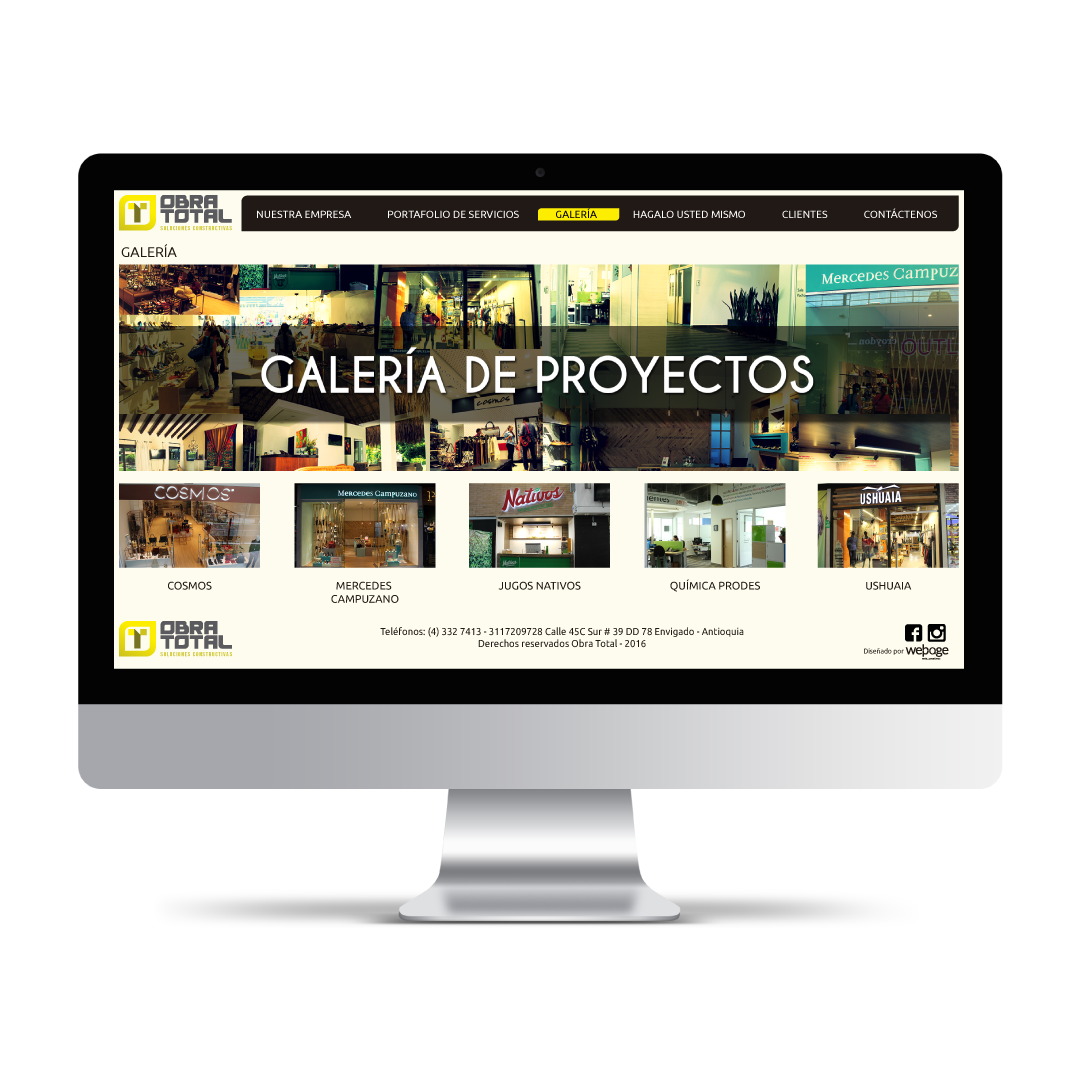 OBRA
TOTAL
SOLUCIONES CONSTRUCTIVAS
NUESTRA EMPRESA PORTAFOLIO DE SERVICIOS GALERÍA HAGALO USTED MISMO CLIENTES CONTÁCTENOS
GALERÍA
MERCEDES CAMPUZ
croydon
OUTL
GALERÍA DE PROYECTOS
cosmos
COSMOS
MERCEDES CAMPUZANO
Nativos
USHUAIA
COSMOS
MERCEDES
CAMPUZANO
JUGOS NATIVOS
QUÍMICA PRODES
USHUAIA
OBRA
TOTAL
SOLUCIONES CONSTRUCTIVAS
Teléfonos: (4) 332 7413 - 3117209728 Calle 45C Sur # 39 DD 78 Envigado - Antioquia
Derechos reservados Obra Total - 2016
Diseñado por webage